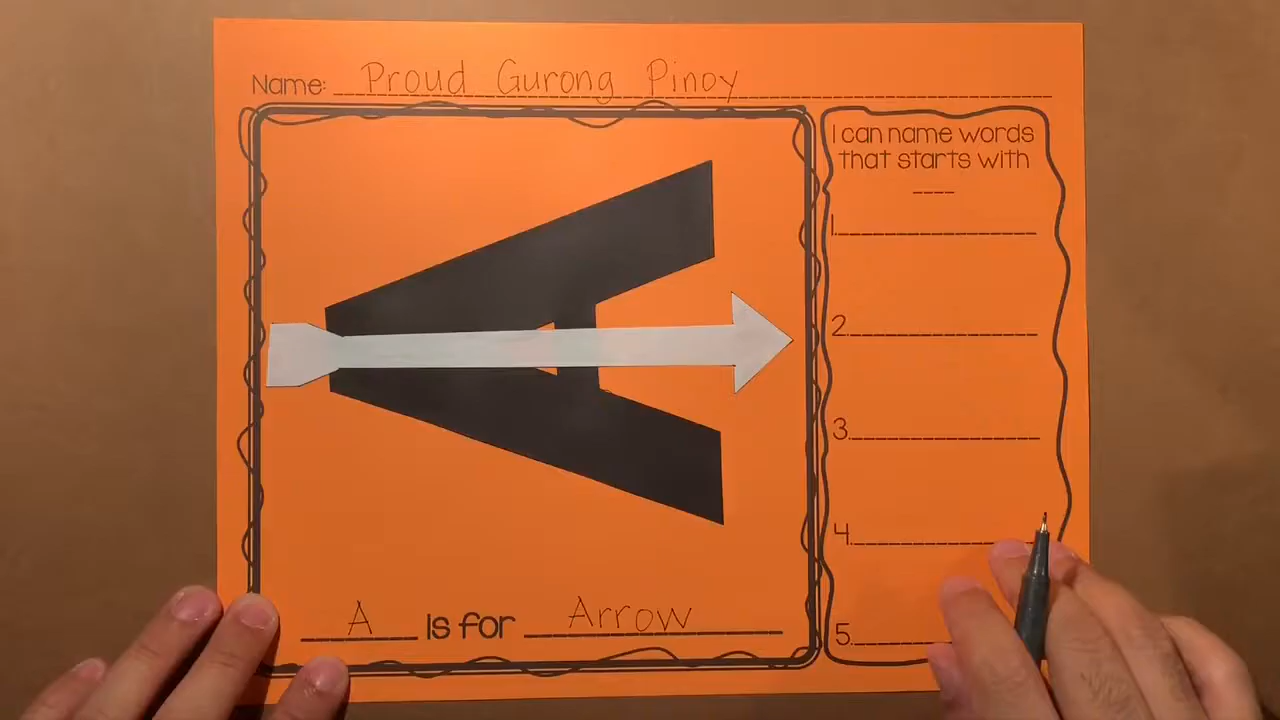 Name: Proud Gurong Pinoy
A is for Arrow
I can name words
that starts with
----
1.
2.
3.
4.
5.